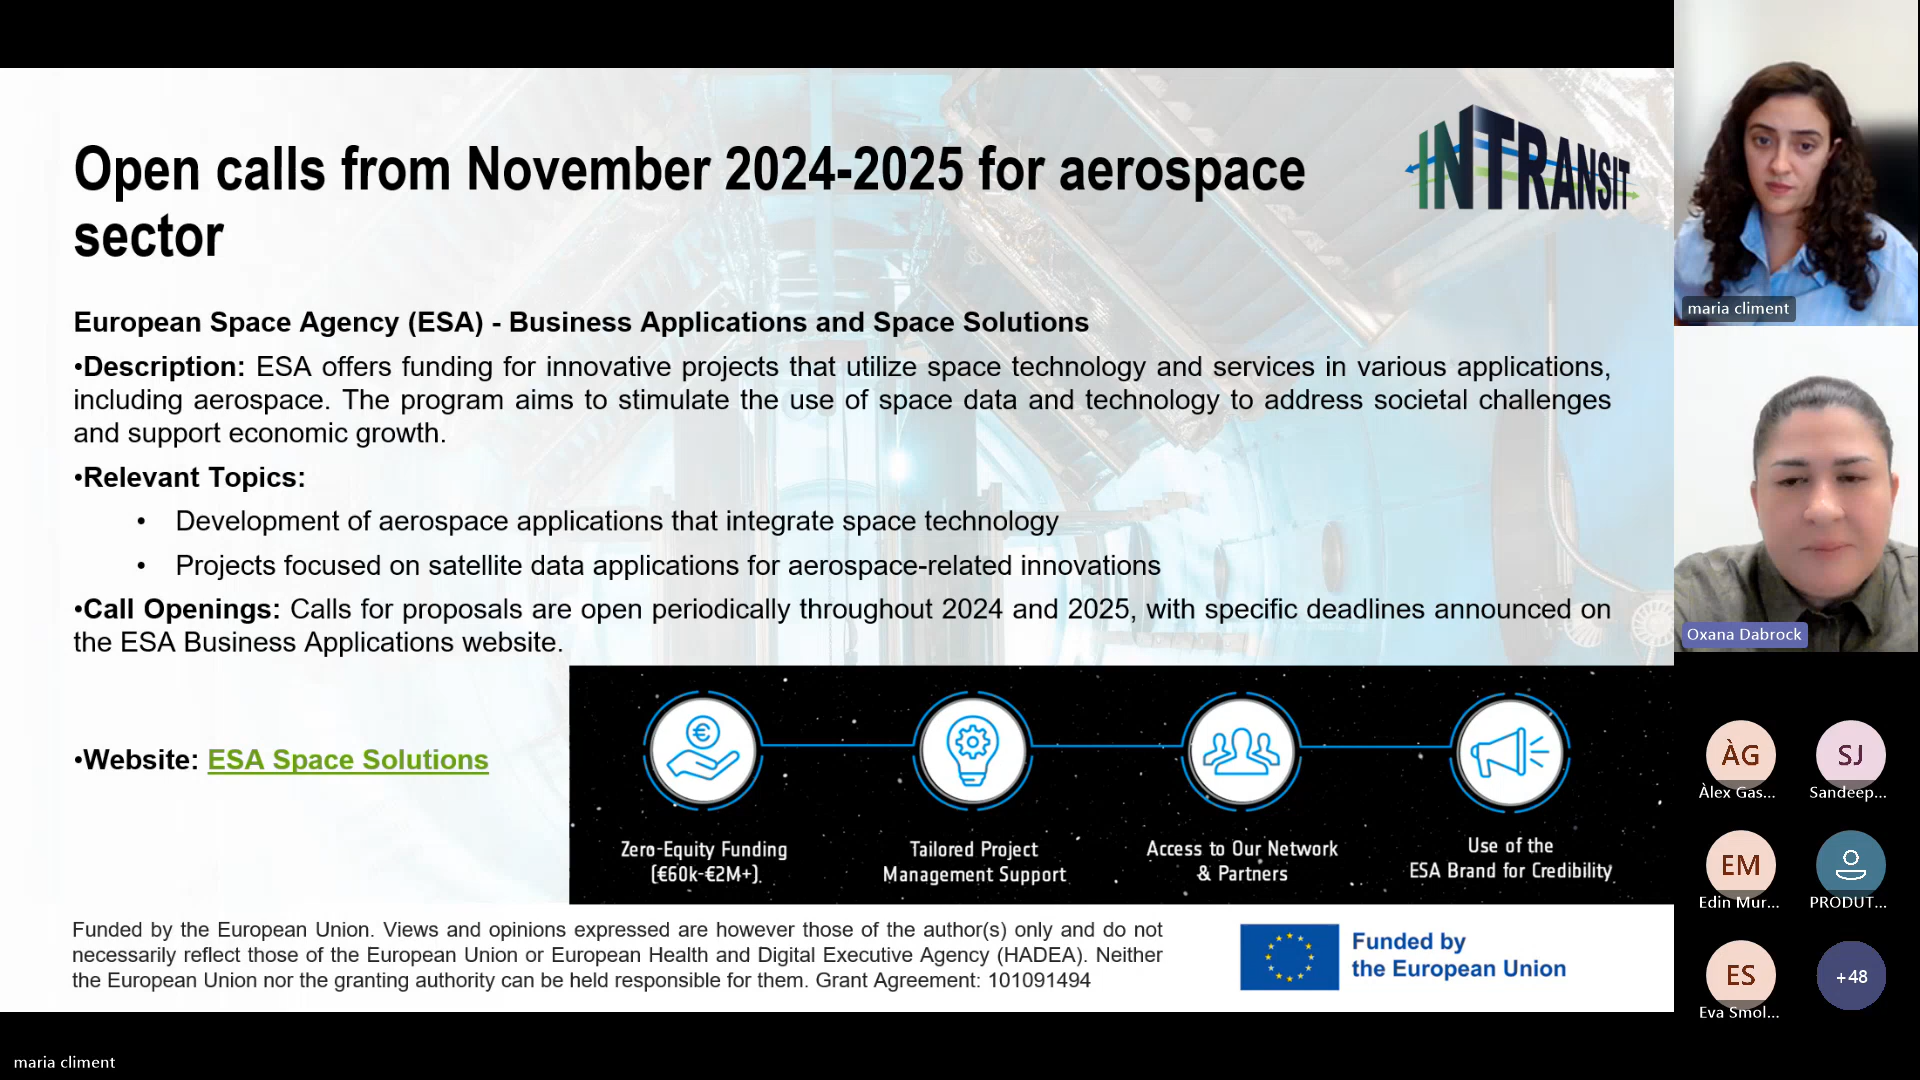 Open calls from November 2024-2025 for aerospace
sector
INTRANSIT
European Space Agency (ESA) - Business Applications and Space Solutions
•Description: ESA offers funding for innovative projects that utilize space technology and services in various applications,
including aerospace. The program aims to stimulate the use of space data and technology to address societal challenges
and support economic growth.
•Relevant Topics:
• Development of aerospace applications that integrate space technology
• Projects focused on satellite data applications for aerospace-related innovations
•Call Openings: Calls for proposals are open periodically throughout 2024 and 2025, with specific deadlines announced on
the ESA Business Applications website.
•Website: ESA Space Solutions
Zero-Equity Funding
(€60k-€2M+)
Tailored Project
Management Support
Access to Our Network
& Partners
Use of the
ESA Brand for Credibility
Funded by the European Union. Views and opinions expressed are however those of the author(s) only and do not
necessarily reflect those of the European Union or European Health and Digital Executive Agency (HADEA). Neither
the European Union nor the granting authority can be held responsible for them. Grant Agreement: 101091494
Funded by
the European Union
maria climent
maria climent
Oxana Dabrock
ÀG
Àlex Gas...
SJ
Sandeep...
EM
Edin Mur...
PRODUT...
ES
Eva Smol...
+48